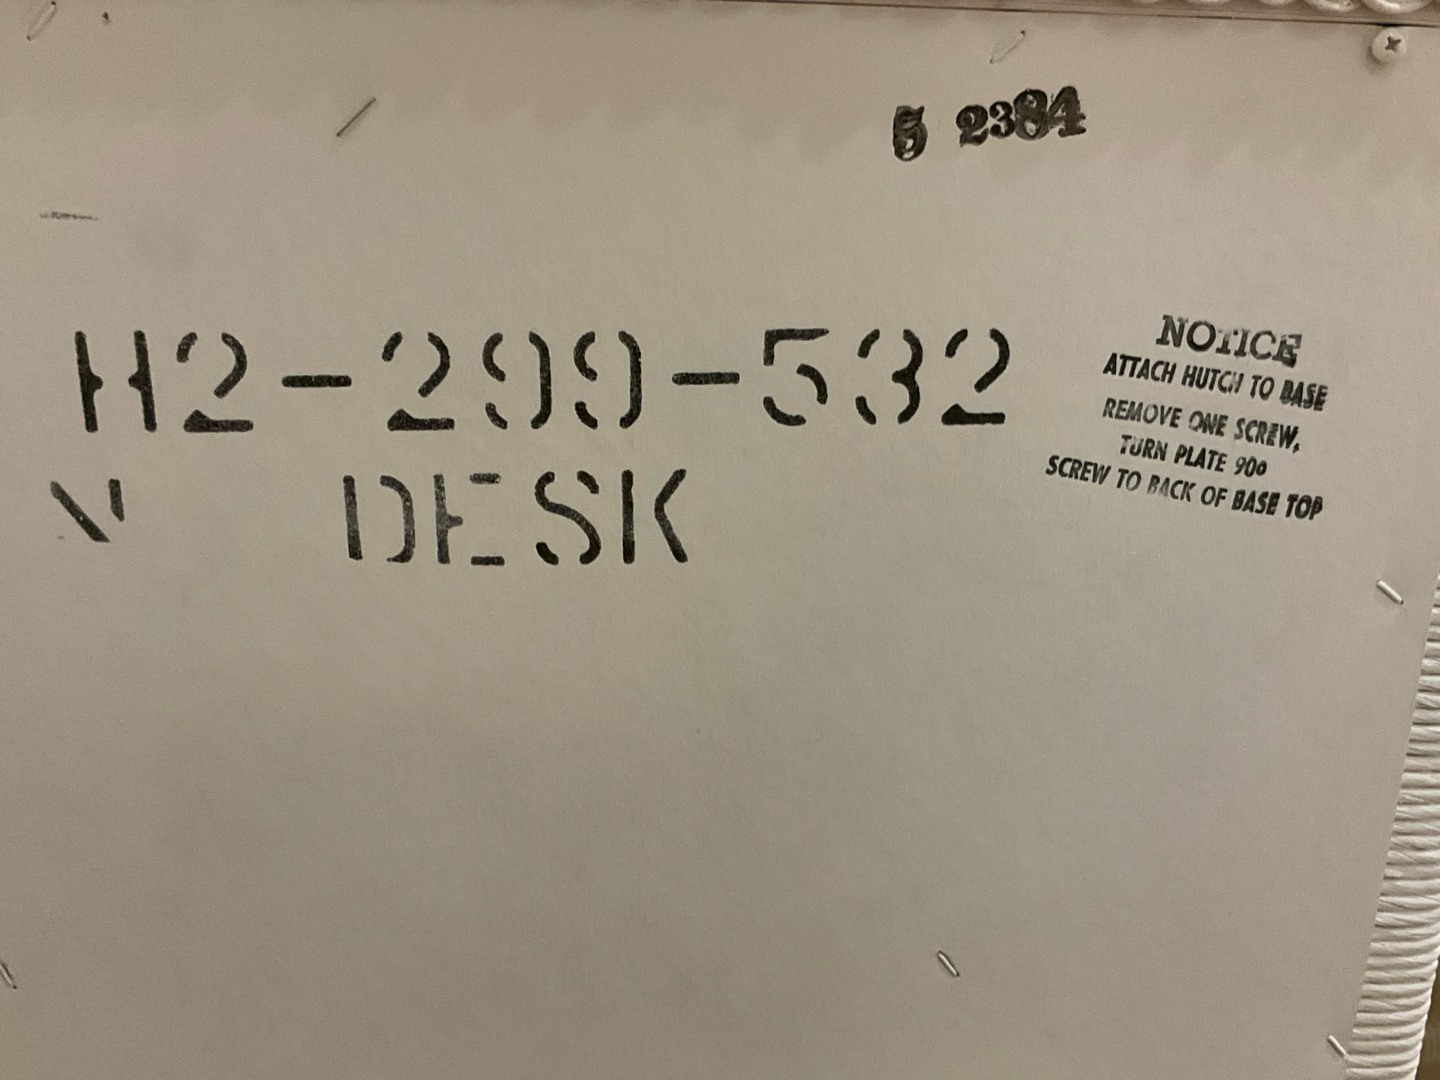 5 2384
H2-299-532
V DESK
NOTICE
ATTACH HUTCH TO BASE
REMOVE ONE SCREW,
TURN PLATE 90o
SCREW TO BACK OF BASE TOP